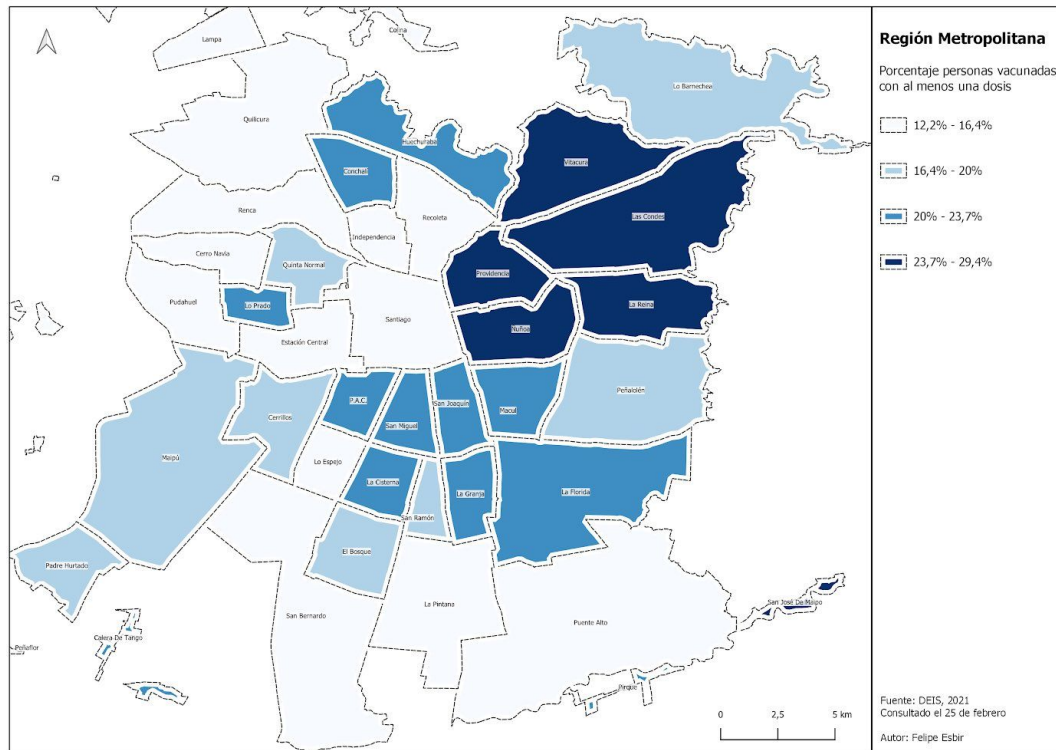 Lampa
Colina
Lo Barnechea
Quilicura
Huechuraba
Conchalí
Vitacura
Las Condes
Renca
Recoleta
Independencia
Cerro Navia
Quinta Normal
Providencia
Pudahuel
Lo Prado
Santiago
La Reina
Ñuñoa
Estación Central
Peñalolén
P.A.C.
San Miguel
San Joaquín
Macul
Cerrillos
Maipú
Lo Espejo
La Cisterna
La Granja
La Florida
San Ramón
El Bosque
Padre Hurtado
San José De Maipo
La Pintana
San Bernardo
Puente Alto
Calera De Tango
Peñaflor
Pirque
0 2,5 5 km
Región Metropolitana
Porcentaje personas vacunadas
con al menos una dosis
12,2% - 16,4%
16,4% - 20%
20% - 23,7%
23,7% - 29,4%
Fuente: DEIS, 2021
Consultado el 25 de febrero
Autor: Felipe Esbir